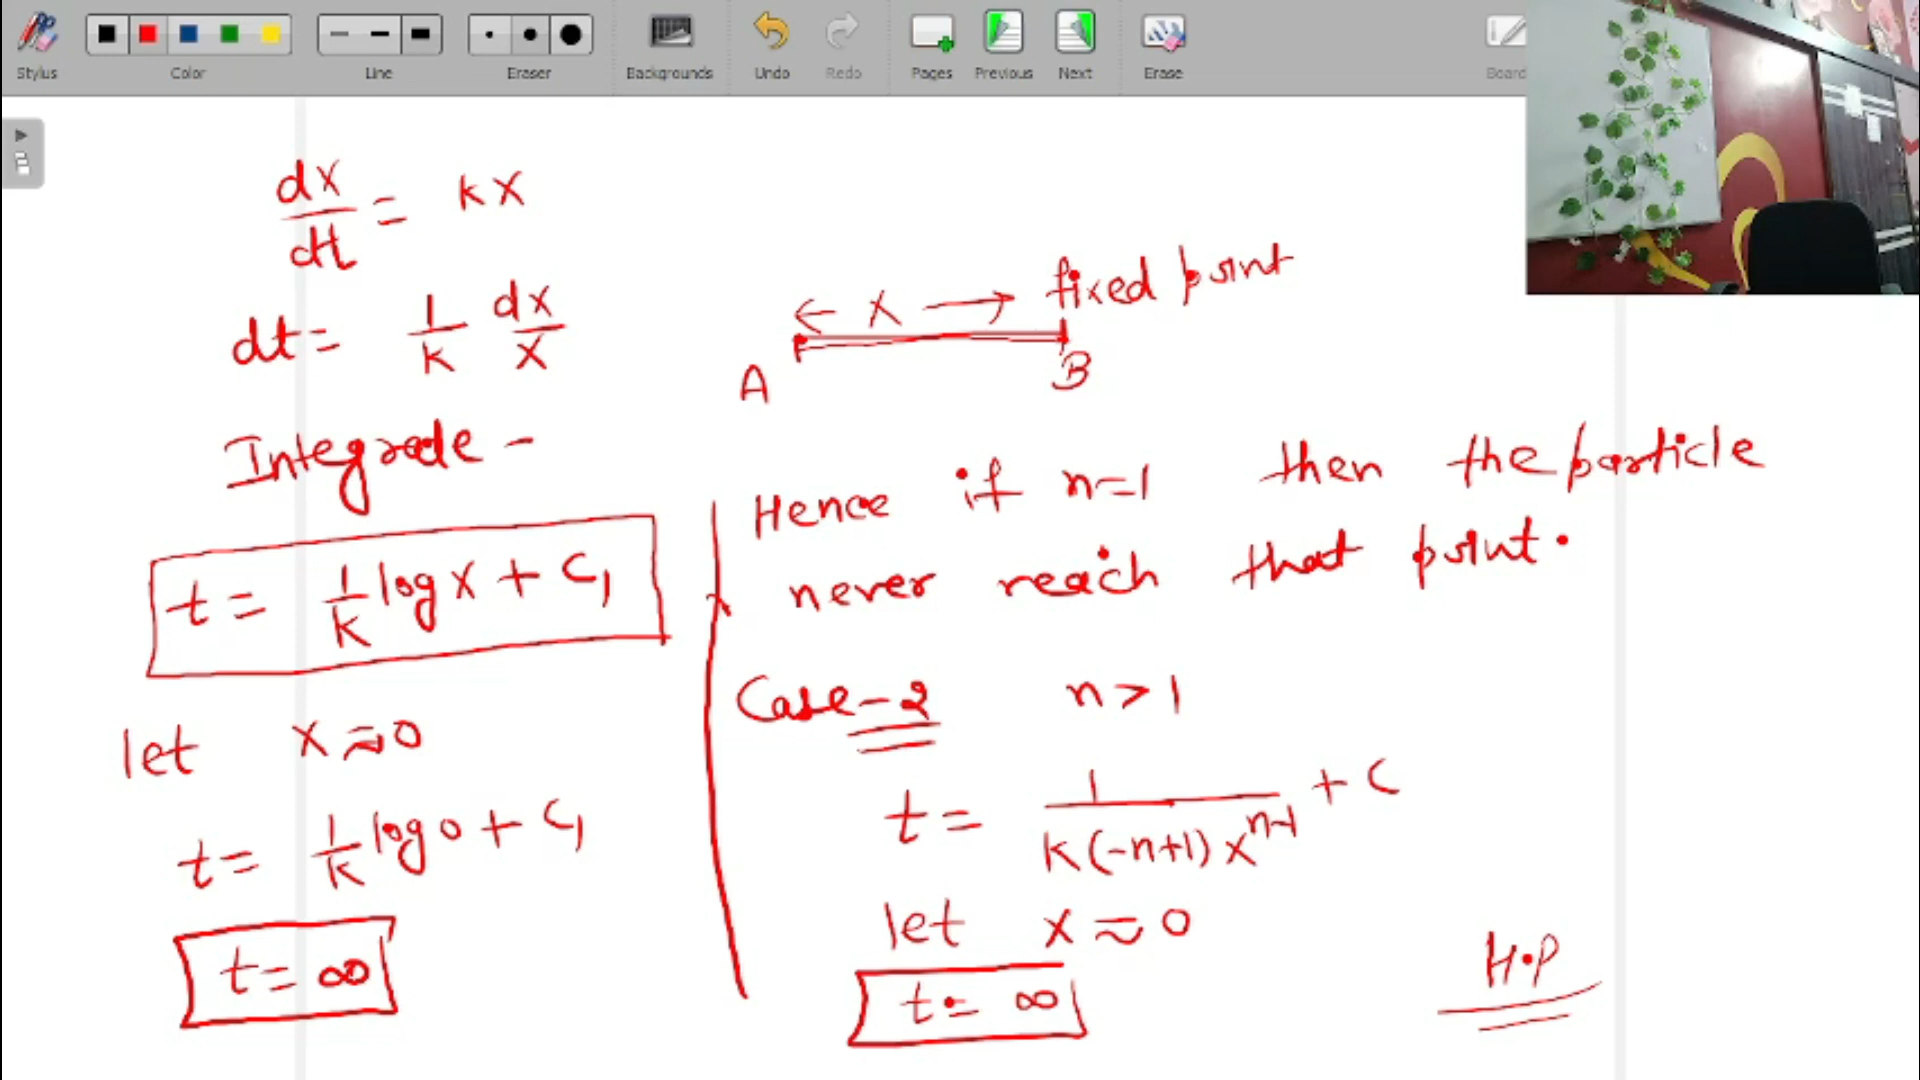 Stylus Color Line Eraser Backgrounds Undo Redo Pages Previous Next Erase Board
dx/dt = kx
dt = 1/k dx/x
Integrate -
t = 1/k log x + C₁
let x ≈ 0
t = 1/k log 0 + C₁
t = ∞
← x → fixed point
A B
Hence if n=1 then the particle
never reach that point.
Case-2 n > 1
t = 1/(k(-n+1) x^(n-1)) + C
let x ≈ 0
t = ∞
H.P